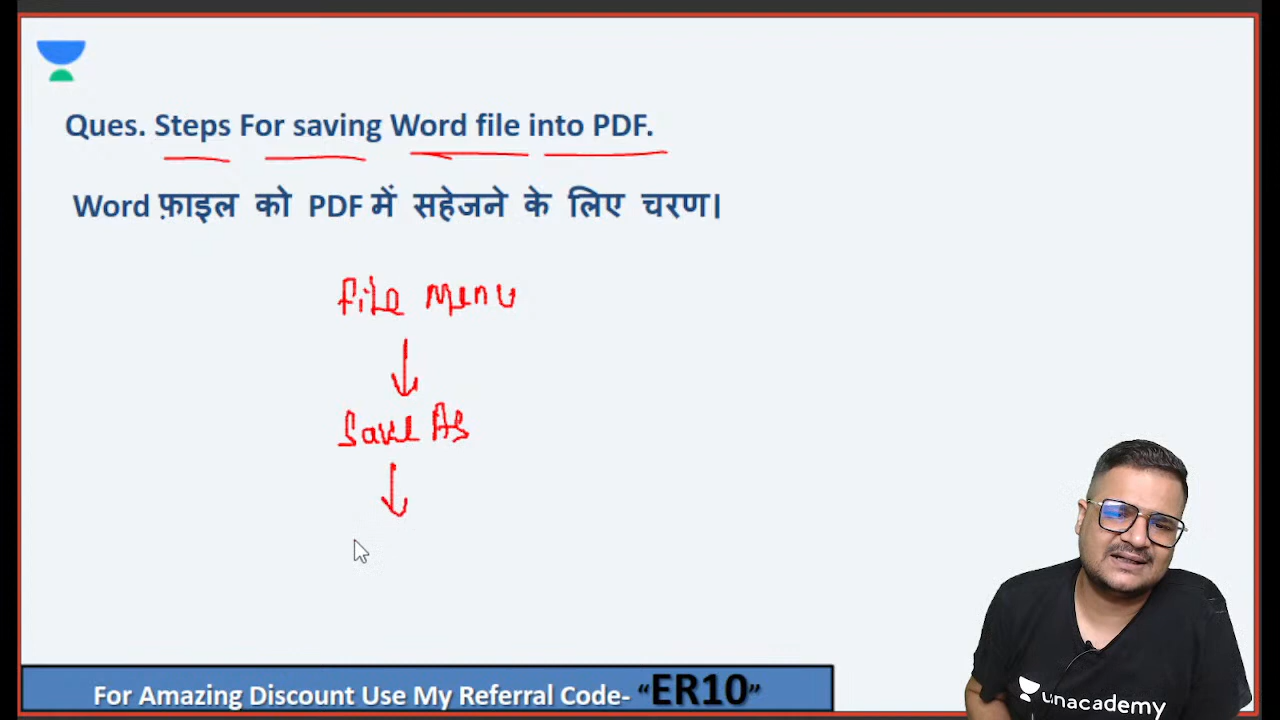 Ques. Steps For saving Word file into PDF.
Word फ़ाइल को PDF में सहेजने के लिए चरण।
File Menu
Save As
For Amazing Discount Use My Referral Code- “ER10”
unacademy